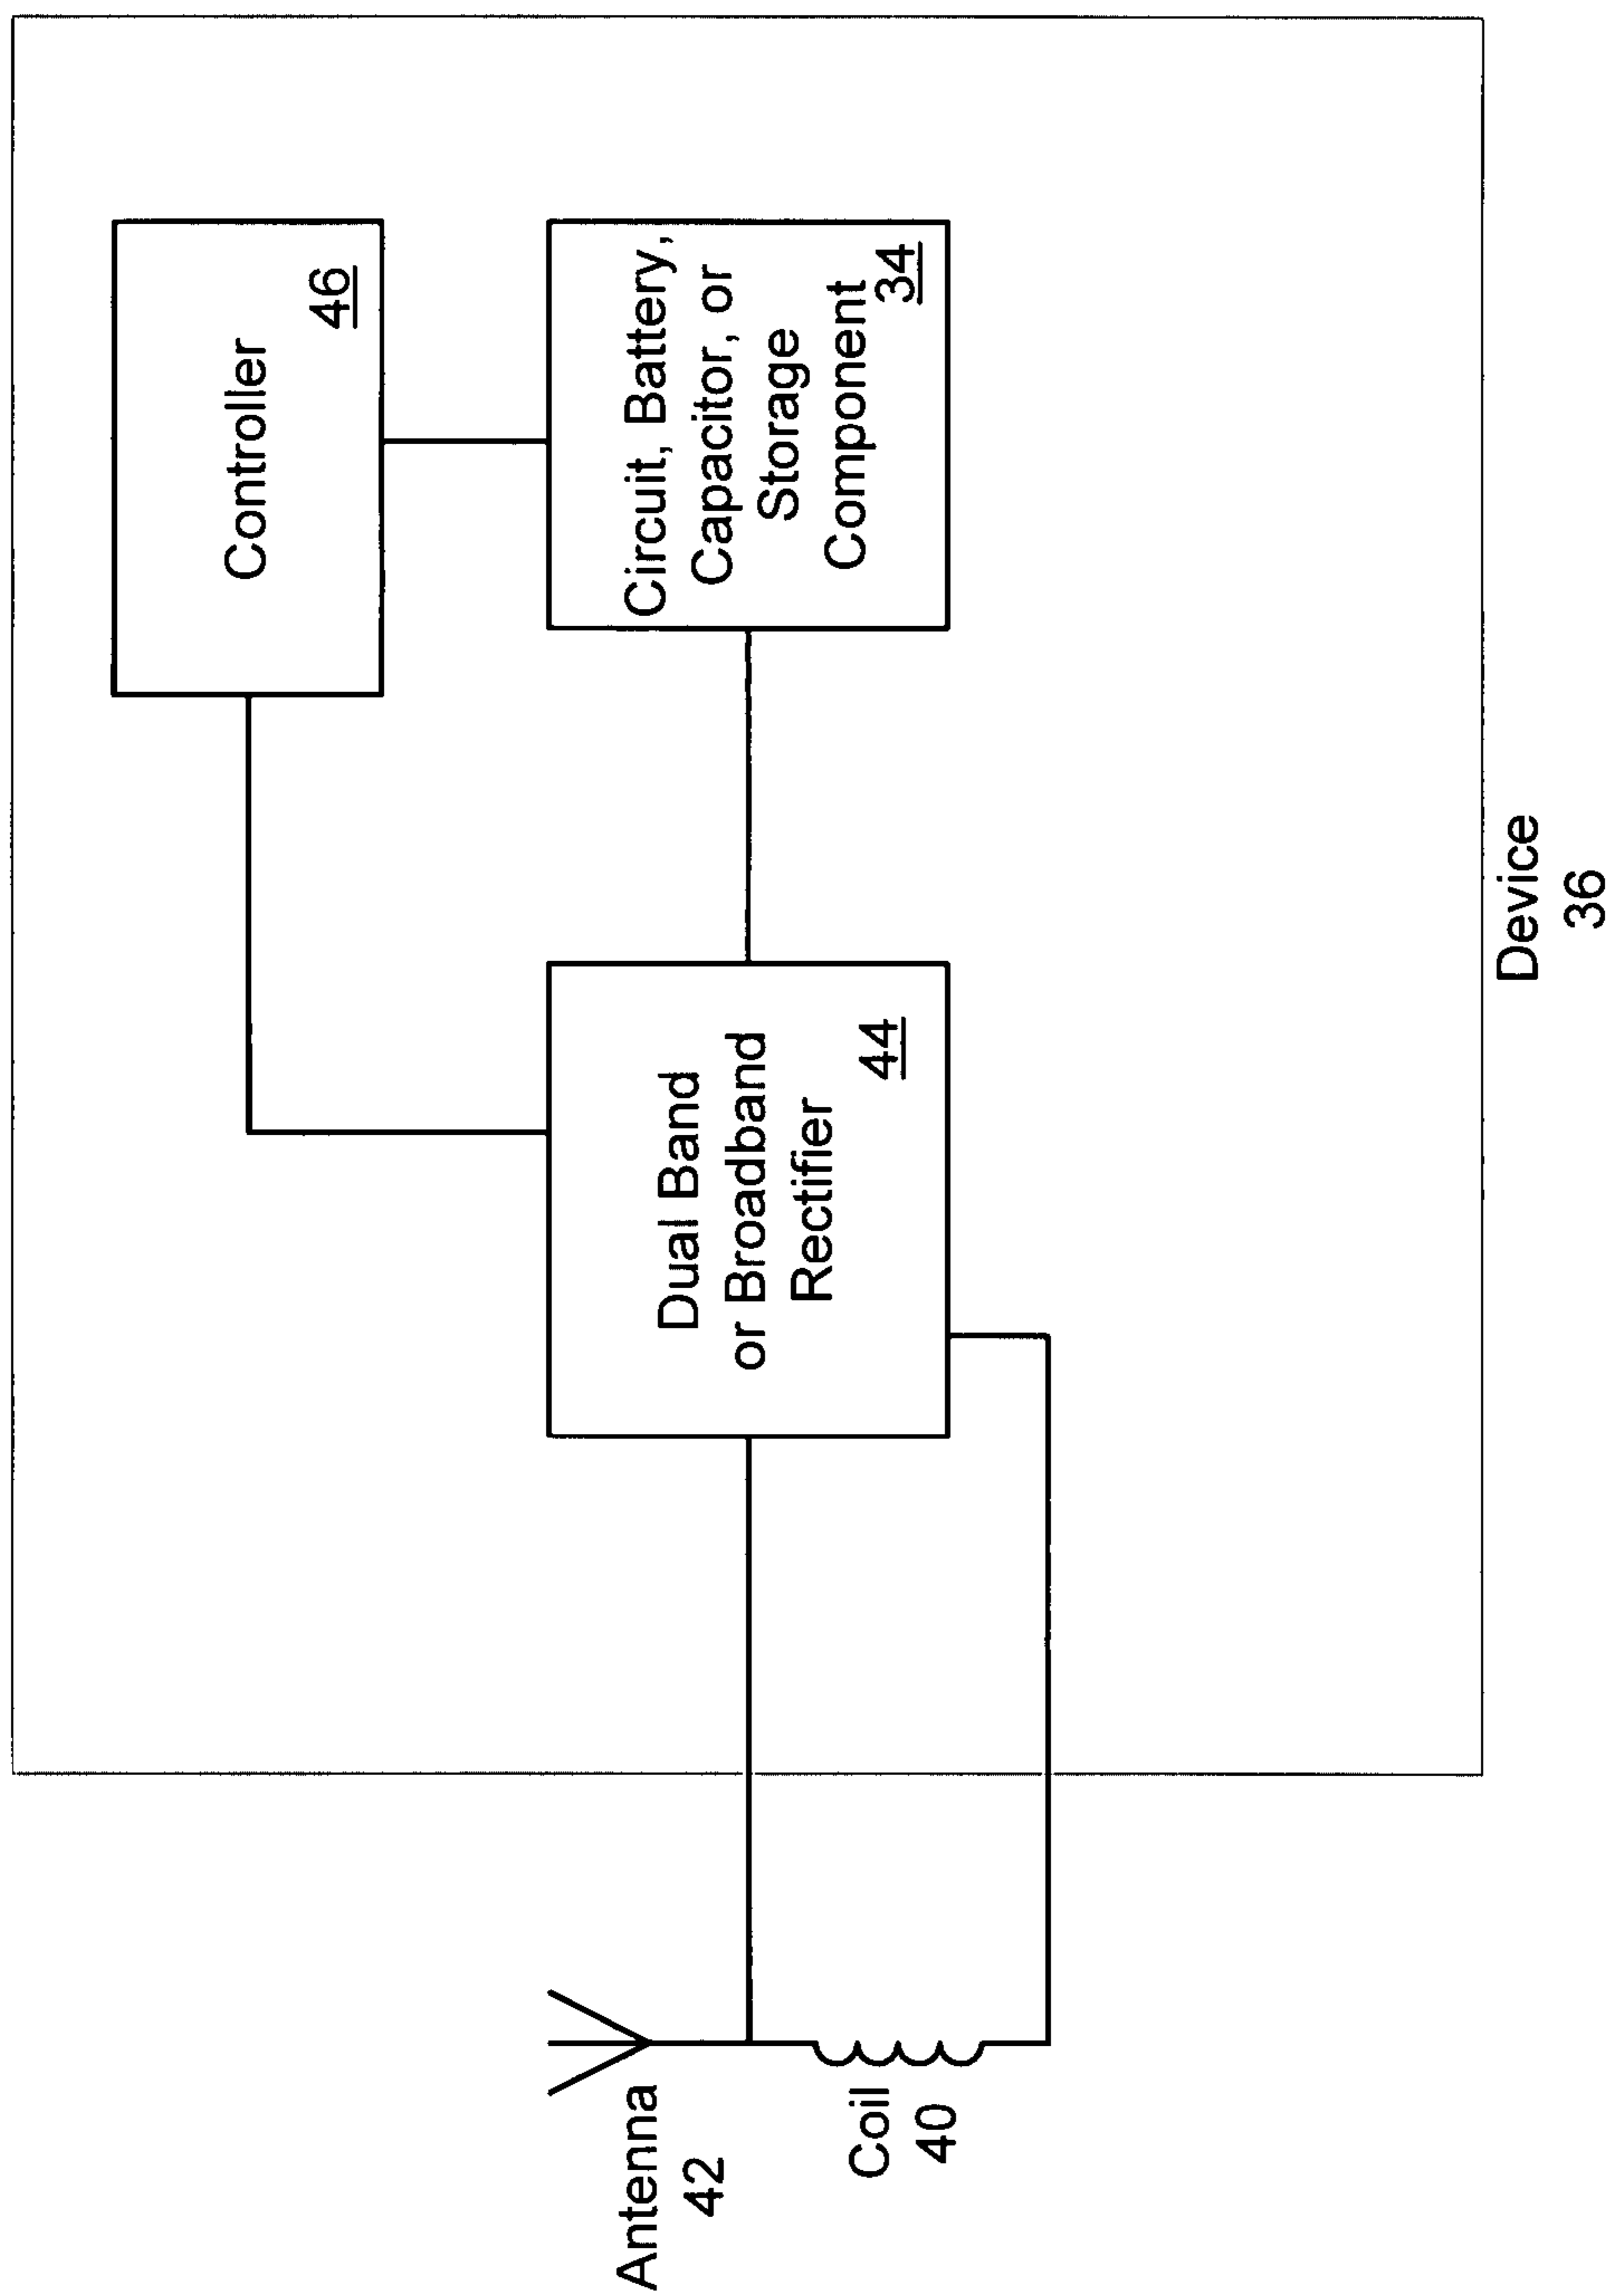 Controller
46
Dual Band
or Broadband
Rectifier
44
Circuit, Battery,
Capacitor, or
Storage
Component
34
Antenna
42
Coil
40
Device
36